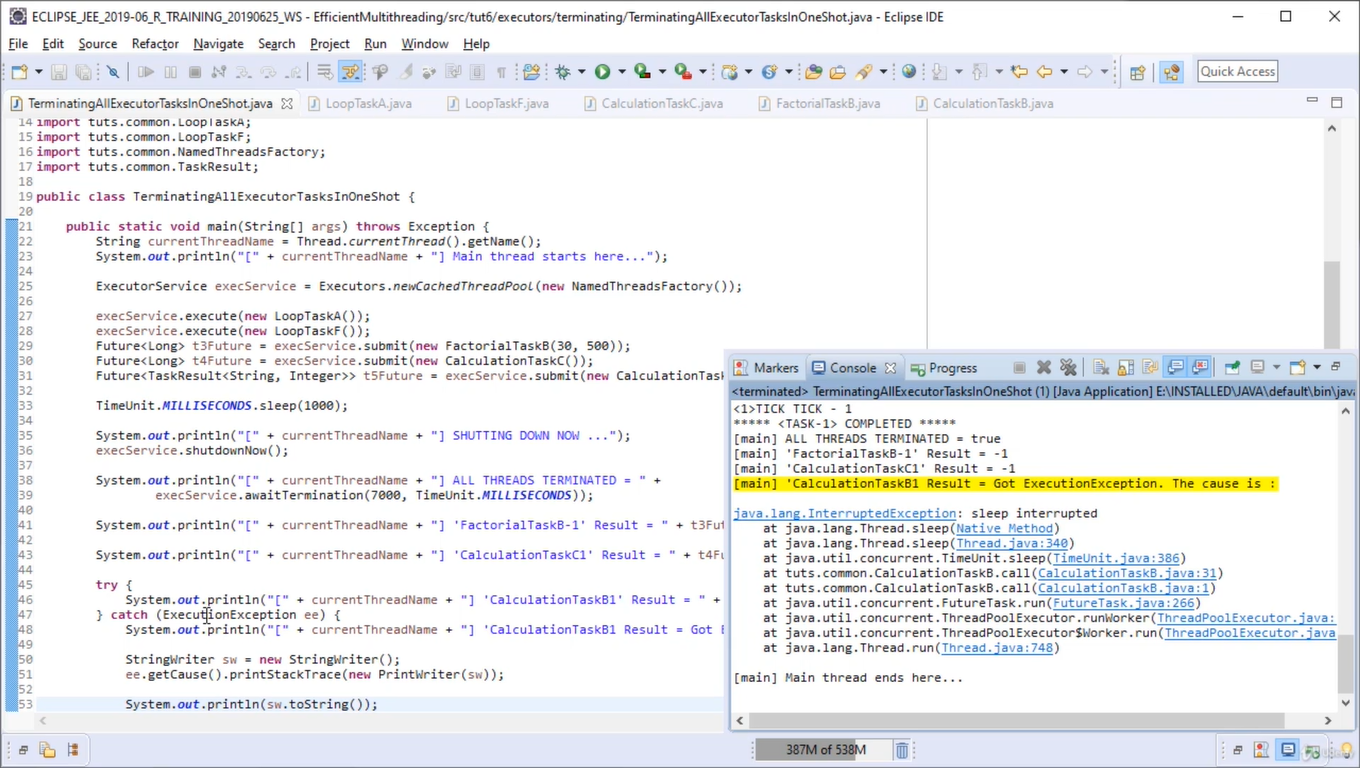 ECLIPSE_JEE_2019-06_R_TRAINING_20190625_WS - EfficientMultithreading/src/tut6/executors/terminating/TerminatingAllExecutorTasksInOneShot.java - Eclipse IDE
File Edit Source Refactor Navigate Search Project Run Window Help
Quick Access
TerminatingAllExecutorTasksInOneShot.java LoopTaskA.java LoopTaskF.java CalculationTaskC.java FactorialTaskB.java CalculationTaskB.java
14 import tuts.common.LoopTaskA;
15 import tuts.common.LoopTaskF;
16 import tuts.common.NamedThreadsFactory;
17 import tuts.common.TaskResult;
18
19 public class TerminatingAllExecutorTasksInOneShot {
20
21 public static void main(String[] args) throws Exception {
22 String currentThreadName = Thread.currentThread().getName();
23 System.out.println("[" + currentThreadName + "] Main thread starts here...");
24
25 ExecutorService execService = Executors.newCachedThreadPool(new NamedThreadsFactory());
26
27 execService.execute(new LoopTaskA());
28 execService.execute(new LoopTaskF());
29 Future<Long> t3Future = execService.submit(new FactorialTaskB(30, 500));
30 Future<Long> t4Future = execService.submit(new CalculationTaskC());
31 Future<TaskResult<String, Integer>> t5Future = execService.submit(new CalculationTas
32
33 TimeUnit.MILLISECONDS.sleep(1000);
34
35 System.out.println("[" + currentThreadName + "] SHUTTING DOWN NOW ...");
36 execService.shutdownNow();
37
38 System.out.println("[" + currentThreadName + "] ALL THREADS TERMINATED = " +
39 execService.awaitTermination(7000, TimeUnit.MILLISECONDS));
40
41 System.out.println("[" + currentThreadName + "] 'FactorialTaskB-1' Result = " + t3Fu
42
43 System.out.println("[" + currentThreadName + "] 'CalculationTaskC1' Result = " + t4Fu
44
45 try {
46 System.out.println("[" + currentThreadName + "] 'CalculationTaskB1' Result = " +
47 } catch (ExecutionException ee) {
48 System.out.println("[" + currentThreadName + "] 'CalculationTaskB1 Result = Got E
49
50 StringWriter sw = new StringWriter();
51 ee.getCause().printStackTrace(new PrintWriter(sw));
52
53 System.out.println(sw.toString());
Markers Console Progress
<terminated> TerminatingAllExecutorTasksInOneShot (1) [Java Application] E:\INSTALLED\JAVA\default\bin\java
<1>TICK TICK - 1
***** <TASK-1> COMPLETED *****
[main] ALL THREADS TERMINATED = true
[main] 'FactorialTaskB-1' Result = -1
[main] 'CalculationTaskC1' Result = -1
[main] 'CalculationTaskB1 Result = Got ExecutionException. The cause is :
java.lang.InterruptedException: sleep interrupted
at java.lang.Thread.sleep(Native Method)
at java.lang.Thread.sleep(Thread.java:340)
at java.util.concurrent.TimeUnit.sleep(TimeUnit.java:386)
at tuts.common.CalculationTaskB.call(CalculationTaskB.java:31)
at tuts.common.CalculationTaskB.call(CalculationTaskB.java:1)
at java.util.concurrent.FutureTask.run(FutureTask.java:266)
at java.util.concurrent.ThreadPoolExecutor.runWorker(ThreadPoolExecutor.java:
at java.util.concurrent.ThreadPoolExecutor$Worker.run(ThreadPoolExecutor.java
at java.lang.Thread.run(Thread.java:748)
[main] Main thread ends here...
387M of 538M